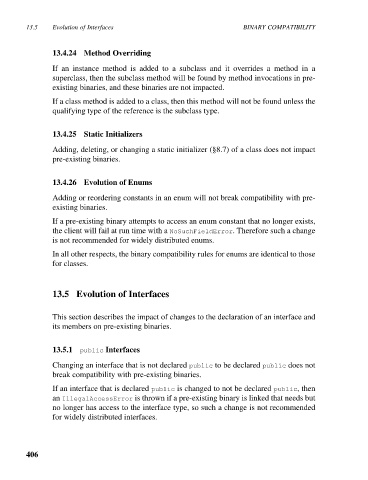 13.5 Evolution of Interfaces BINARY COMPATIBILITY
13.4.24 Method Overriding
If an instance method is added to a subclass and it overrides a method in a
superclass, then the subclass method will be found by method invocations in pre-
existing binaries, and these binaries are not impacted.
If a class method is added to a class, then this method will not be found unless the
qualifying type of the reference is the subclass type.
13.4.25 Static Initializers
Adding, deleting, or changing a static initializer (§8.7) of a class does not impact
pre-existing binaries.
13.4.26 Evolution of Enums
Adding or reordering constants in an enum will not break compatibility with pre-
existing binaries.
If a pre-existing binary attempts to access an enum constant that no longer exists,
the client will fail at run time with a NoSuchFieldError. Therefore such a change
is not recommended for widely distributed enums.
In all other respects, the binary compatibility rules for enums are identical to those
for classes.
13.5 Evolution of Interfaces
This section describes the impact of changes to the declaration of an interface and
its members on pre-existing binaries.
13.5.1 public Interfaces
Changing an interface that is not declared public to be declared public does not
break compatibility with pre-existing binaries.
If an interface that is declared public is changed to not be declared public, then
an IllegalAccessError is thrown if a pre-existing binary is linked that needs but
no longer has access to the interface type, so such a change is not recommended
for widely distributed interfaces.
406